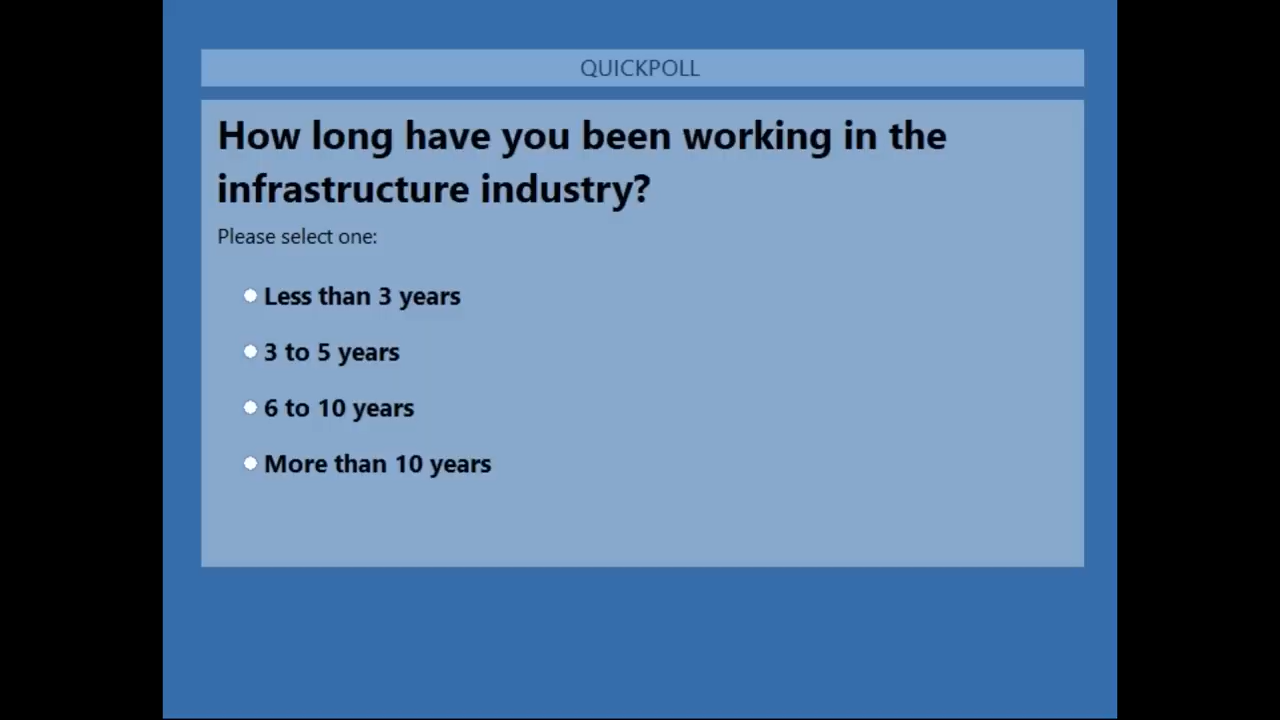 QUICKPOLL
How long have you been working in the
infrastructure industry?
Please select one:
Less than 3 years
3 to 5 years
6 to 10 years
More than 10 years